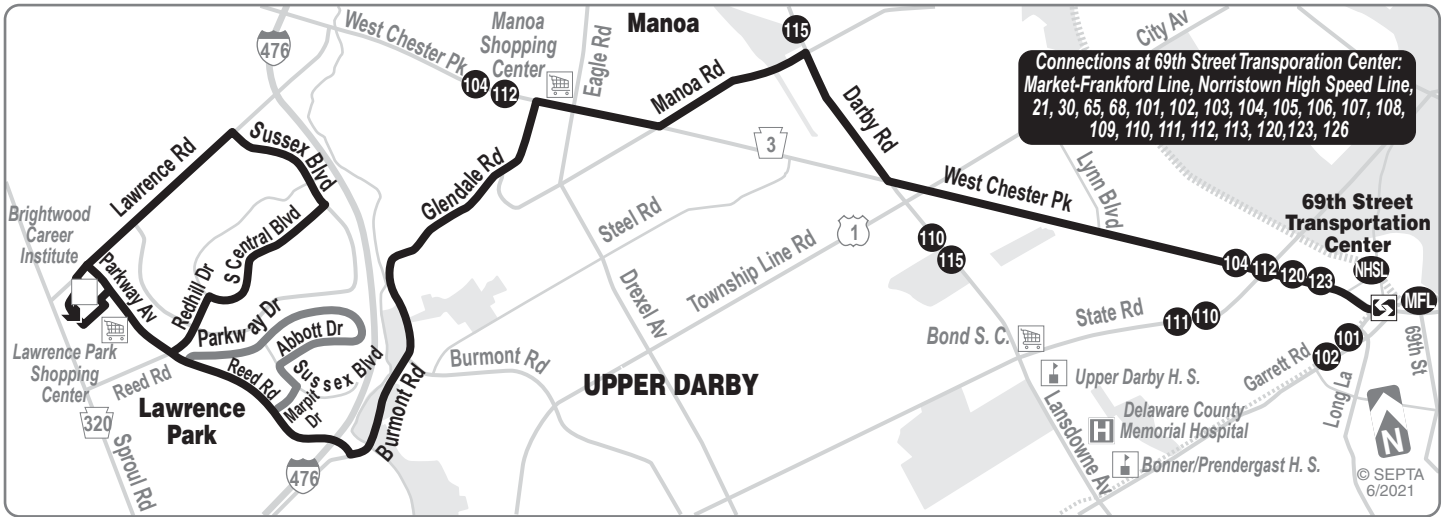 476
West Chester Pk
104
112
Manoa
Shopping
Center
Eagle Rd
Manoa
115
City Av
Connections at 69th Street Transporation Center:
Market-Frankford Line, Norristown High Speed Line,
21, 30, 65, 68, 101, 102, 103, 104, 105, 106, 107, 108,
109, 110, 111, 112, 113, 120,123, 126
Manoa Rd
Darby Rd
3
Lawrence Rd
Sussex Blvd
Glendale Rd
S Central Blvd
Brightwood
Career
Institute
Parkway Av
Redhill Dr
Steel Rd
1
Township Line Rd
Drexel Av
West Chester Pk
Lynn Blvd
110
115
69th Street
Transportation
Center
104
112
120
123
NHSL
MFL
S
69th St
Parkway Dr
Abbott Dr
Sussex Blvd
Reed Rd
Marpit
Dr
Lawrence Park
Shopping
Center
Reed Rd
320
Sproul Rd
Lawrence
Park
476
Burmont Rd
Burmont Rd
UPPER DARBY
Bond S. C.
State Rd
111
110
101
102
Garrett Rd
Long La
Upper Darby H. S.
Lansdowne Av
H
Delaware County
Memorial Hospital
Bonner/Prendergast H. S.
N
© SEPTA
6/2021